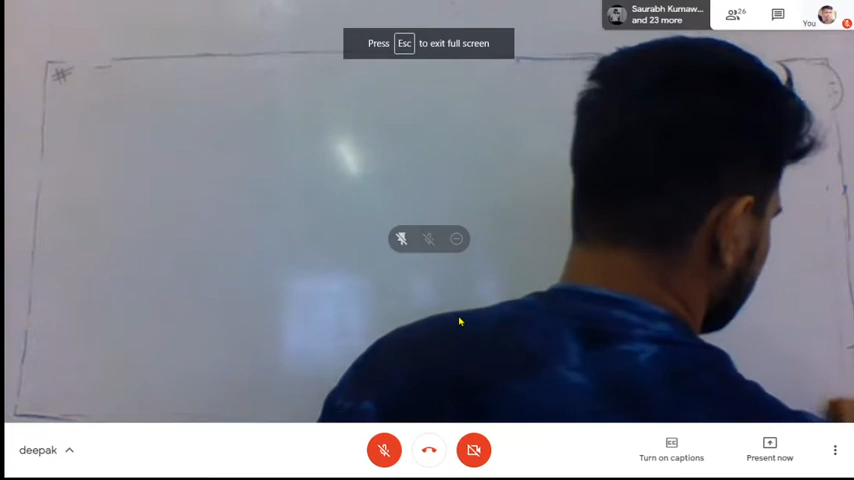 Saurabh Kumaw...
and 23 more
26
You
Press Esc to exit full screen
#
deepak
Turn on captions
Present now